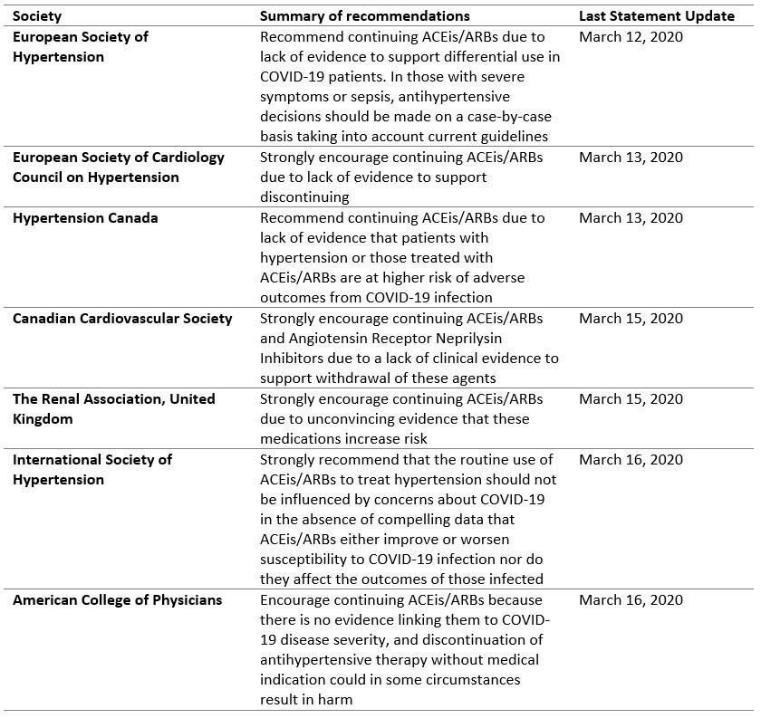 Society Summary of recommendations Last Statement Update
European Society of Hypertension
Recommend continuing ACEis/ARBs due to
lack of evidence to support differential use in
COVID-19 patients. In those with severe
symptoms or sepsis, antihypertensive
decisions should be made on a case-by-case
basis taking into account current guidelines
March 12, 2020
European Society of Cardiology
Council on Hypertension
Strongly encourage continuing ACEis/ARBs
due to lack of evidence to support
discontinuing
March 13, 2020
Hypertension Canada
Recommend continuing ACEis/ARBs due to
lack of evidence that patients with
hypertension or those treated with
ACEis/ARBs are at higher risk of adverse
outcomes from COVID-19 infection
March 13, 2020
Canadian Cardiovascular Society
Strongly encourage continuing ACEis/ARBs
and Angiotensin Receptor Neprilysin
Inhibitors due to a lack of clinical evidence to
support withdrawal of these agents
March 15, 2020
The Renal Association, United
Kingdom
Strongly encourage continuing ACEis/ARBs
due to unconvincing evidence that these
medications increase risk
March 15, 2020
International Society of
Hypertension
Strongly recommend that the routine use of
ACEis/ARBs to treat hypertension should not
be influenced by concerns about COVID-19
in the absence of compelling data that
ACEis/ARBs either improve or worsen
susceptibility to COVID-19 infection nor do
they affect the outcomes of those infected
March 16, 2020
American College of Physicians
Encourage continuing ACEis/ARBs because
there is no evidence linking them to COVID-
19 disease severity, and discontinuation of
antihypertensive therapy without medical
indication could in some circumstances
result in harm
March 16, 2020